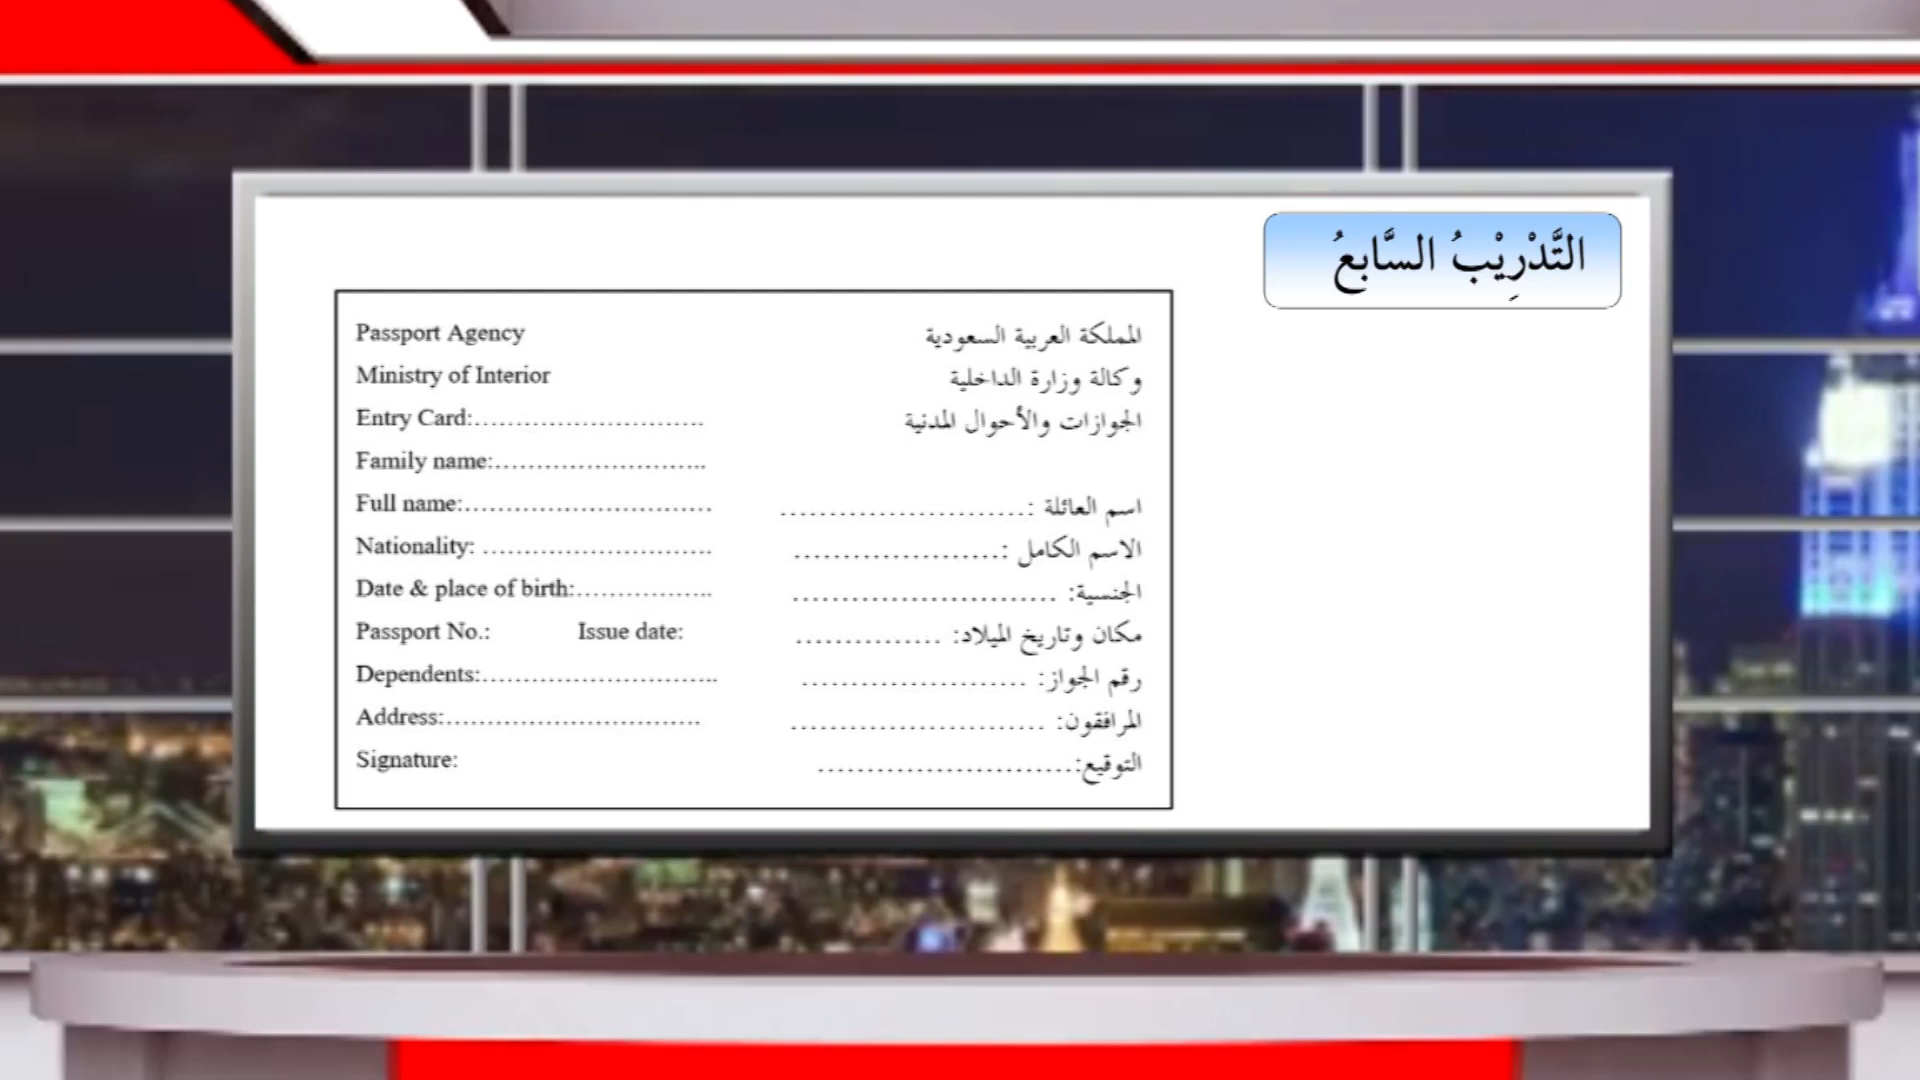 التَّدْرِيْبُ السَّابعُ
Passport Agency
المملكة العربية السعودية
Ministry of Interior
وكالة وزارة الداخلية
Entry Card:...........................
الجوازات والأحوال المدنية
Family name:.........................
Full name:..............................
اسم العائلة :.........................
Nationality: ...........................
الاسم الكامل :.....................
Date & place of birth:................
الجنسية: ...........................
Passport No.: Issue date:
مكان وتاريخ الميلاد: ...............
Dependents:............................
رقم الجواز: .......................
Address:..............................
المرافقون: ..........................
Signature:
التوقيع:..........................